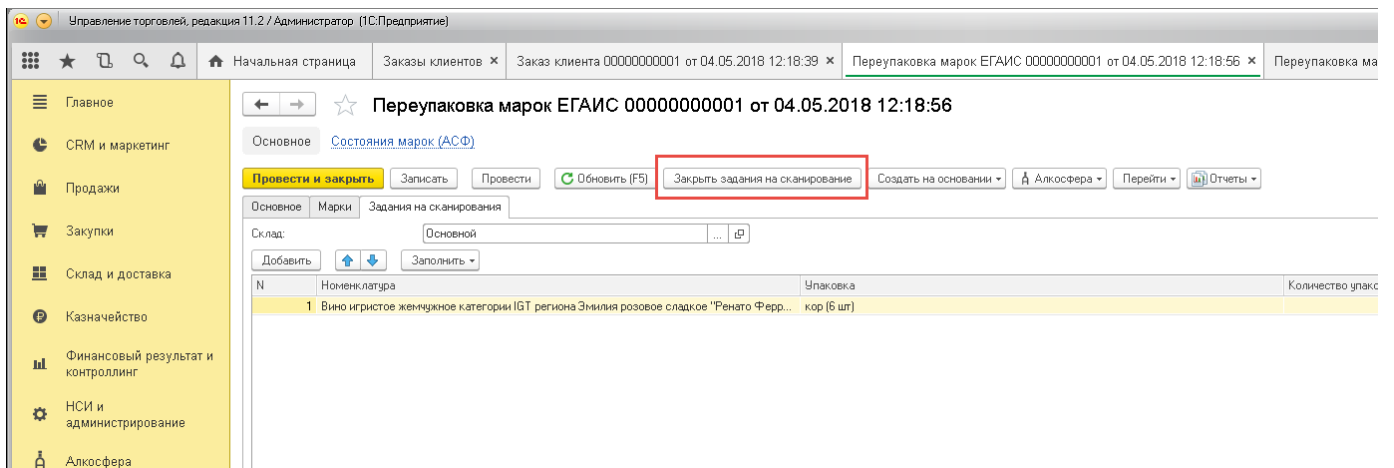 1С Управление торговлей, редакция 11.2 / Администратор (1С:Предприятие)
Начальная страница Заказы клиентов × Заказ клиента 00000000001 от 04.05.2018 12:18:39 × Переупаковка марок ЕГАИС 00000000001 от 04.05.2018 12:18:56 × Переупаковка ма
Главное
CRM и маркетинг
Продажи
Закупки
Склад и доставка
Казначейство
Финансовый результат и
контроллинг
НСИ и
администрирование
Алкосфера
Переупаковка марок ЕГАИС 00000000001 от 04.05.2018 12:18:56
Основное Состояния марок (АСФ)
Провести и закрыть Записать Провести Обновить (F5) Закрыть задания на сканирование Создать на основании Алкосфера Перейти Отчеты
Основное Марки Задания на сканирования
Склад: Основной ...
Добавить Заполнить
N Номенклатура Упаковка Количество упако
1 Вино игристое жемчужное категории IGT региона Эмилия розовое сладкое "Ренато Ферр... кор (6 шт)